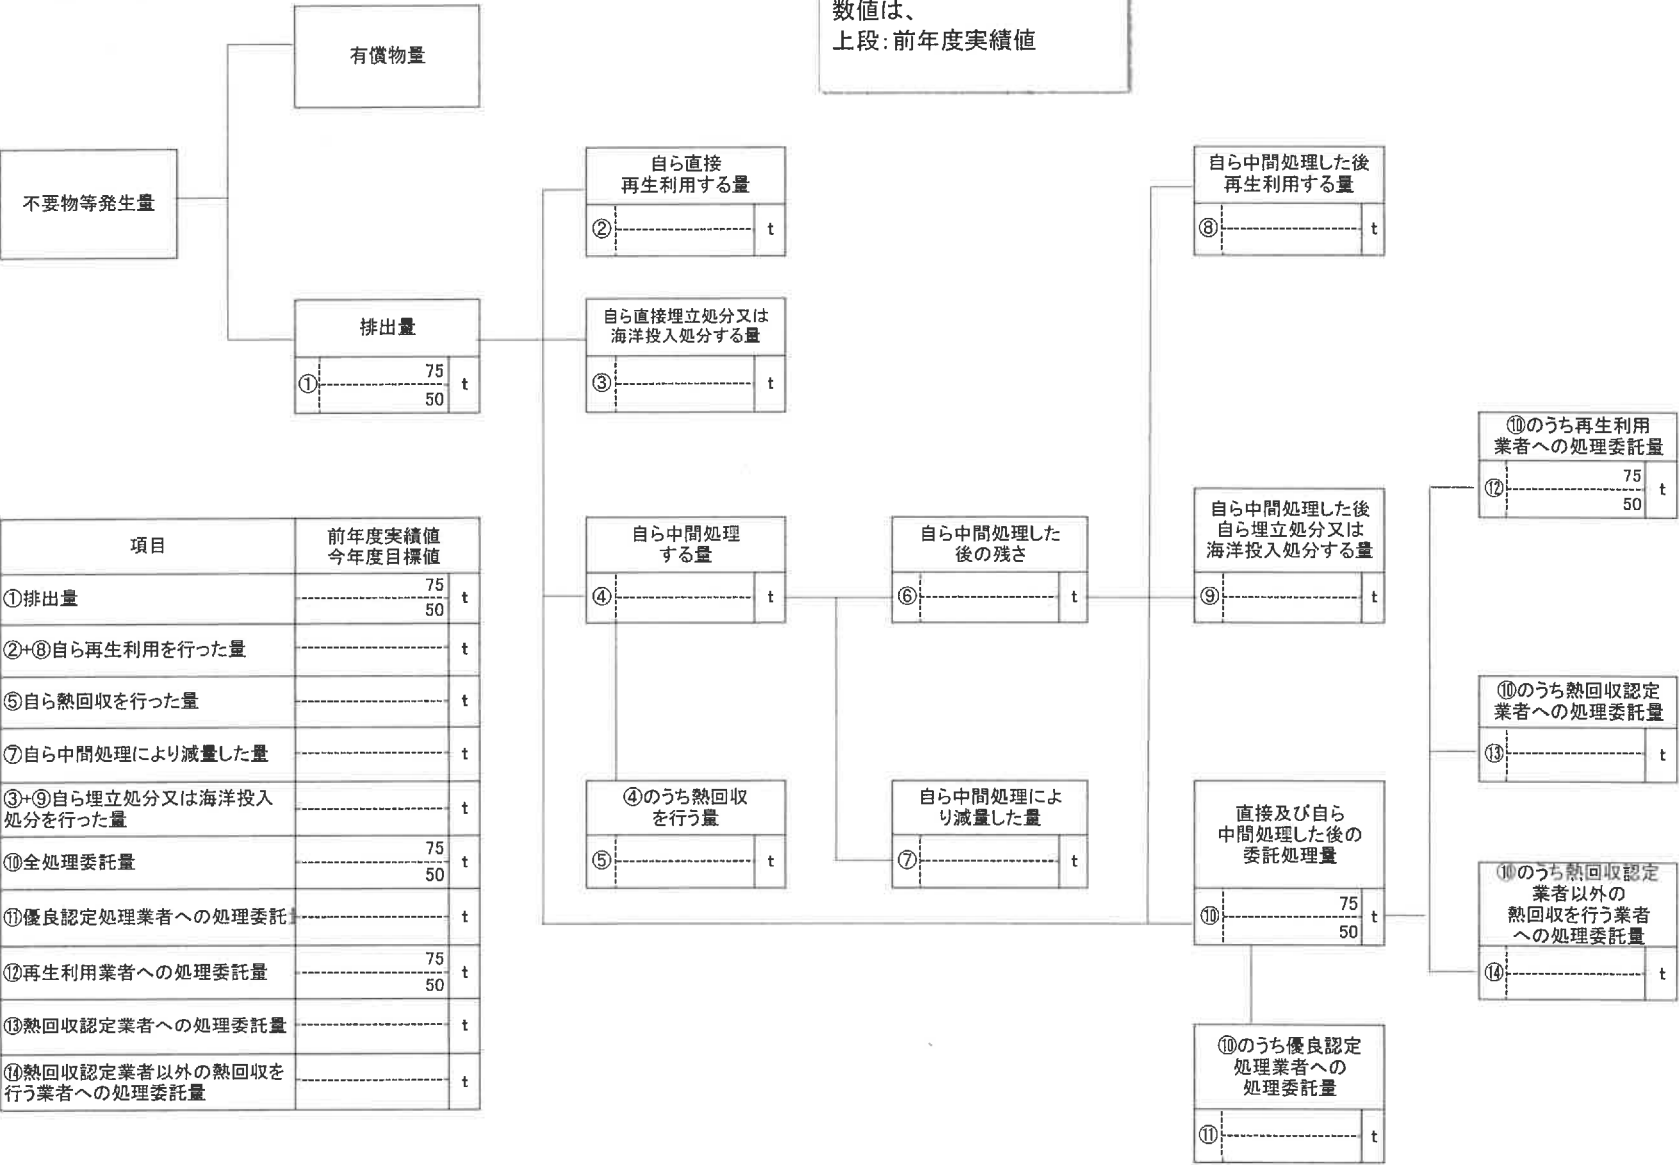 数値は、
上段:前年度実績値
有償物量
不要物等発生量
排出量
① 75 t
50
自ら直接
再生利用する量
② t
自ら直接埋立処分又は
海洋投入処分する量
③ t
自ら中間処理
する量
④ t
④のうち熱回収
を行う量
⑤ t
自ら中間処理した
後の残さ
⑥ t
自ら中間処理によ
り減量した量
⑦ t
自ら中間処理した後
再生利用する量
⑧ t
自ら中間処理した後
自ら埋立処分又は
海洋投入処分する量
⑨ t
直接及び自ら
中間処理した後の
委託処理量
⑩ 75 t
50
⑩のうち優良認定
処理業者への
処理委託量
⑪ t
⑩のうち再生利用
業者への処理委託量
⑫ 75 t
50
⑩のうち熱回収認定
業者への処理委託量
⑬ t
⑩のうち熱回収認定
業者以外の
熱回収を行う業者
への処理委託量
⑭ t
項目 前年度実績値
今年度目標値
①排出量 75 t
50
②+⑧自ら再生利用を行った量 t
⑤自ら熱回収を行った量 t
⑦自ら中間処理により減量した量 t
③+⑨自ら埋立処分又は海洋投入
処分を行った量 t
⑩全処理委託量 75 t
50
⑪優良認定処理業者への処理委託 t
⑫再生利用業者への処理委託量 75 t
50
⑬熱回収認定業者への処理委託量 t
⑭熱回収認定業者以外の熱回収を
行う業者への処理委託量 t